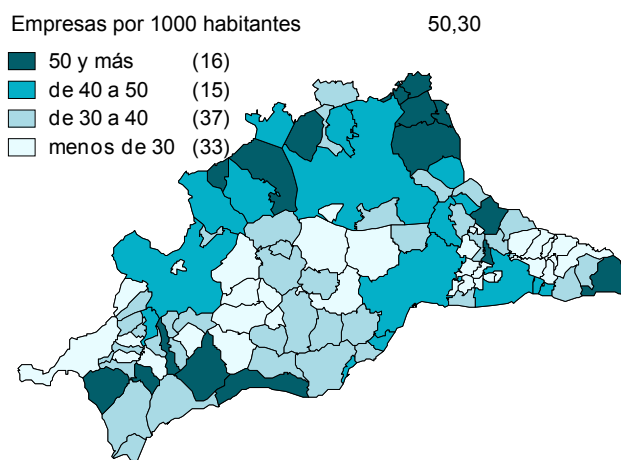 Empresas por 1000 habitantes 50,30
50 y más (16)
de 40 a 50 (15)
de 30 a 40 (37)
menos de 30 (33)